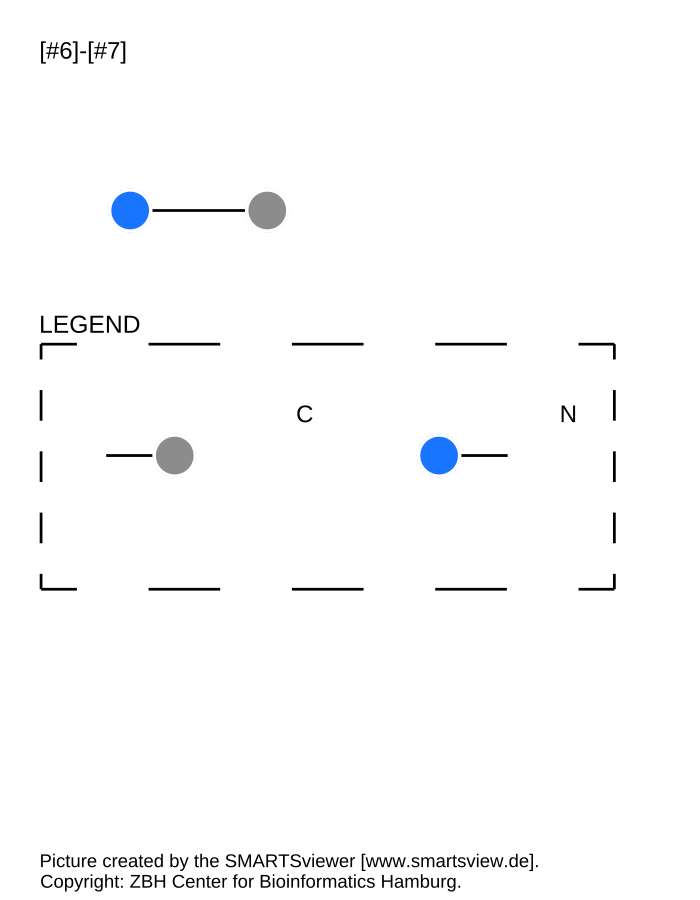 [#6]-[#7]
LEGEND
C
N
Picture created by the SMARTSviewer [www.smartsview.de].
Copyright: ZBH Center for Bioinformatics Hamburg.